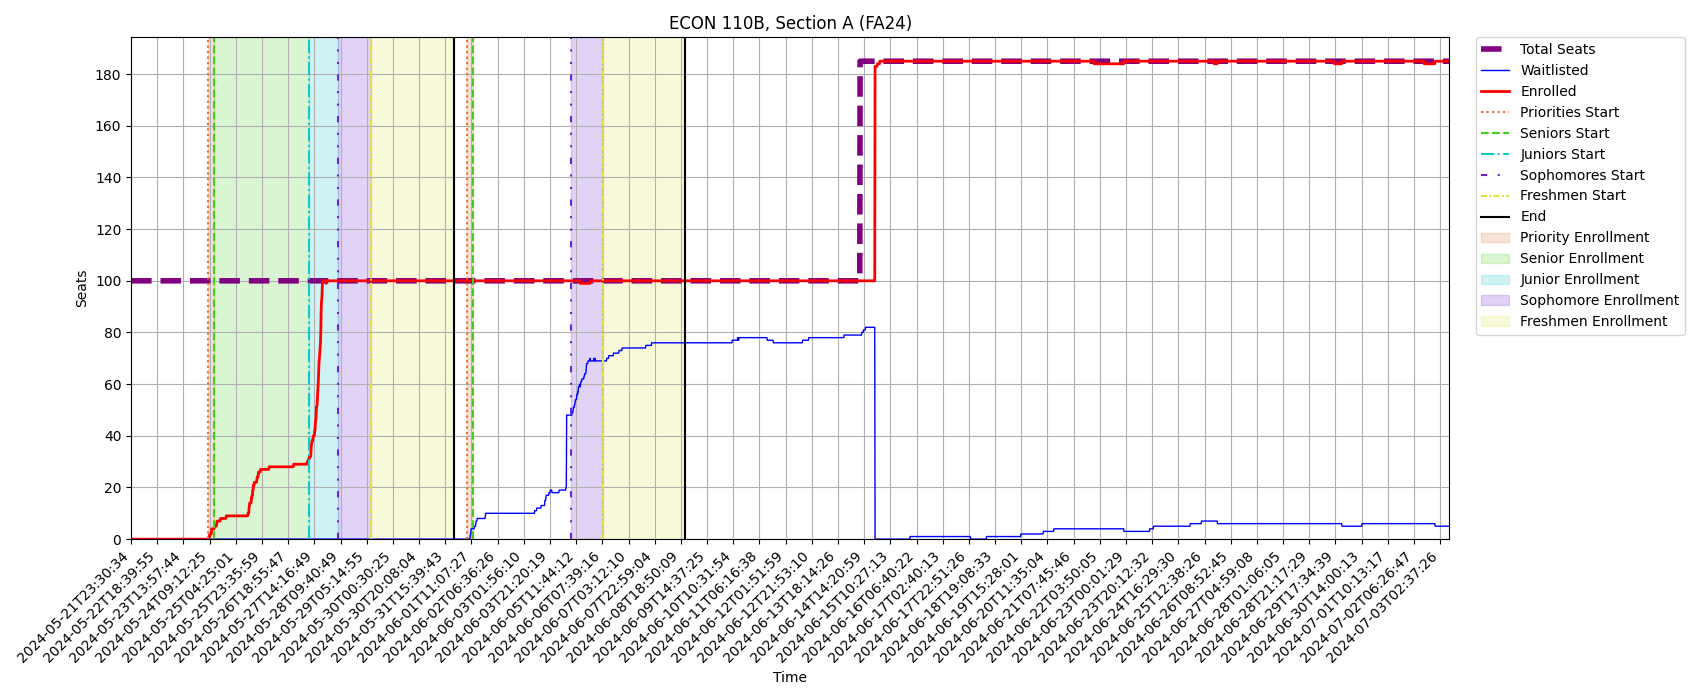 ECON 110B, Section A (FA24)
Seats
180
160
140
120
100
80
60
40
20
0
2024-05-21T23:30:34
2024-05-22T18:39:55
2024-05-23T13:57:44
2024-05-24T09:12:25
2024-05-25T04:25:01
2024-05-25T23:35:59
2024-05-26T18:55:47
2024-05-27T14:16:49
2024-05-28T09:40:49
2024-05-29T05:14:55
2024-05-30T00:30:25
2024-05-30T20:08:04
2024-05-31T15:39:43
2024-06-01T11:07:27
2024-06-02T06:36:26
2024-06-03T01:56:10
2024-06-03T21:20:19
2024-06-05T11:44:12
2024-06-06T07:39:16
2024-06-07T03:12:10
2024-06-07T22:59:04
2024-06-08T18:50:09
2024-06-09T14:37:25
2024-06-10T10:31:54
2024-06-11T06:16:38
2024-06-12T01:51:59
2024-06-12T21:53:10
2024-06-13T18:14:26
2024-06-14T14:20:59
2024-06-15T10:27:13
2024-06-16T06:40:22
2024-06-17T02:40:13
2024-06-17T22:51:26
2024-06-18T19:08:33
2024-06-19T15:28:01
2024-06-20T11:35:04
2024-06-21T07:45:46
2024-06-22T03:50:05
2024-06-23T00:01:29
2024-06-23T20:12:32
2024-06-24T16:29:30
2024-06-25T12:38:26
2024-06-26T08:52:45
2024-06-27T04:59:08
2024-06-28T01:06:05
2024-06-28T21:17:29
2024-06-29T17:34:39
2024-06-30T14:00:13
2024-07-01T10:13:17
2024-07-02T06:26:47
2024-07-03T02:37:26
Time
Total Seats
Waitlisted
Enrolled
Priorities Start
Seniors Start
Juniors Start
Sophomores Start
Freshmen Start
End
Priority Enrollment
Senior Enrollment
Junior Enrollment
Sophomore Enrollment
Freshmen Enrollment